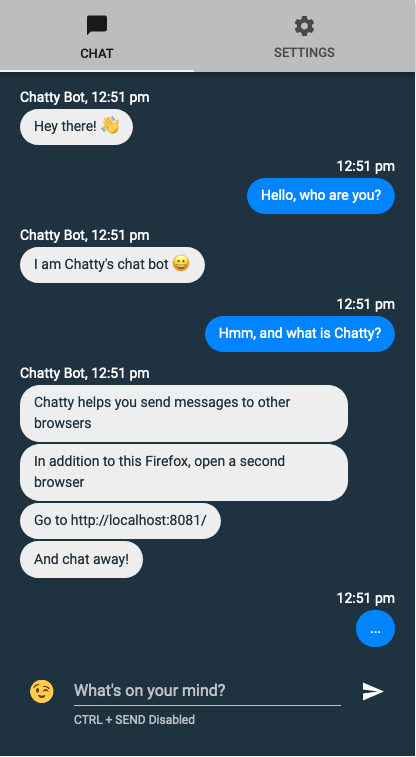 CHAT
SETTINGS
Chatty Bot, 12:51 pm
Hey there! 👋
12:51 pm
Hello, who are you?
Chatty Bot, 12:51 pm
I am Chatty's chat bot 😀
12:51 pm
Hmm, and what is Chatty?
Chatty Bot, 12:51 pm
Chatty helps you send messages to other
browsers
In addition to this Firefox, open a second
browser
Go to http://localhost:8081/
And chat away!
12:51 pm
...
What's on your mind?
CTRL + SEND Disabled